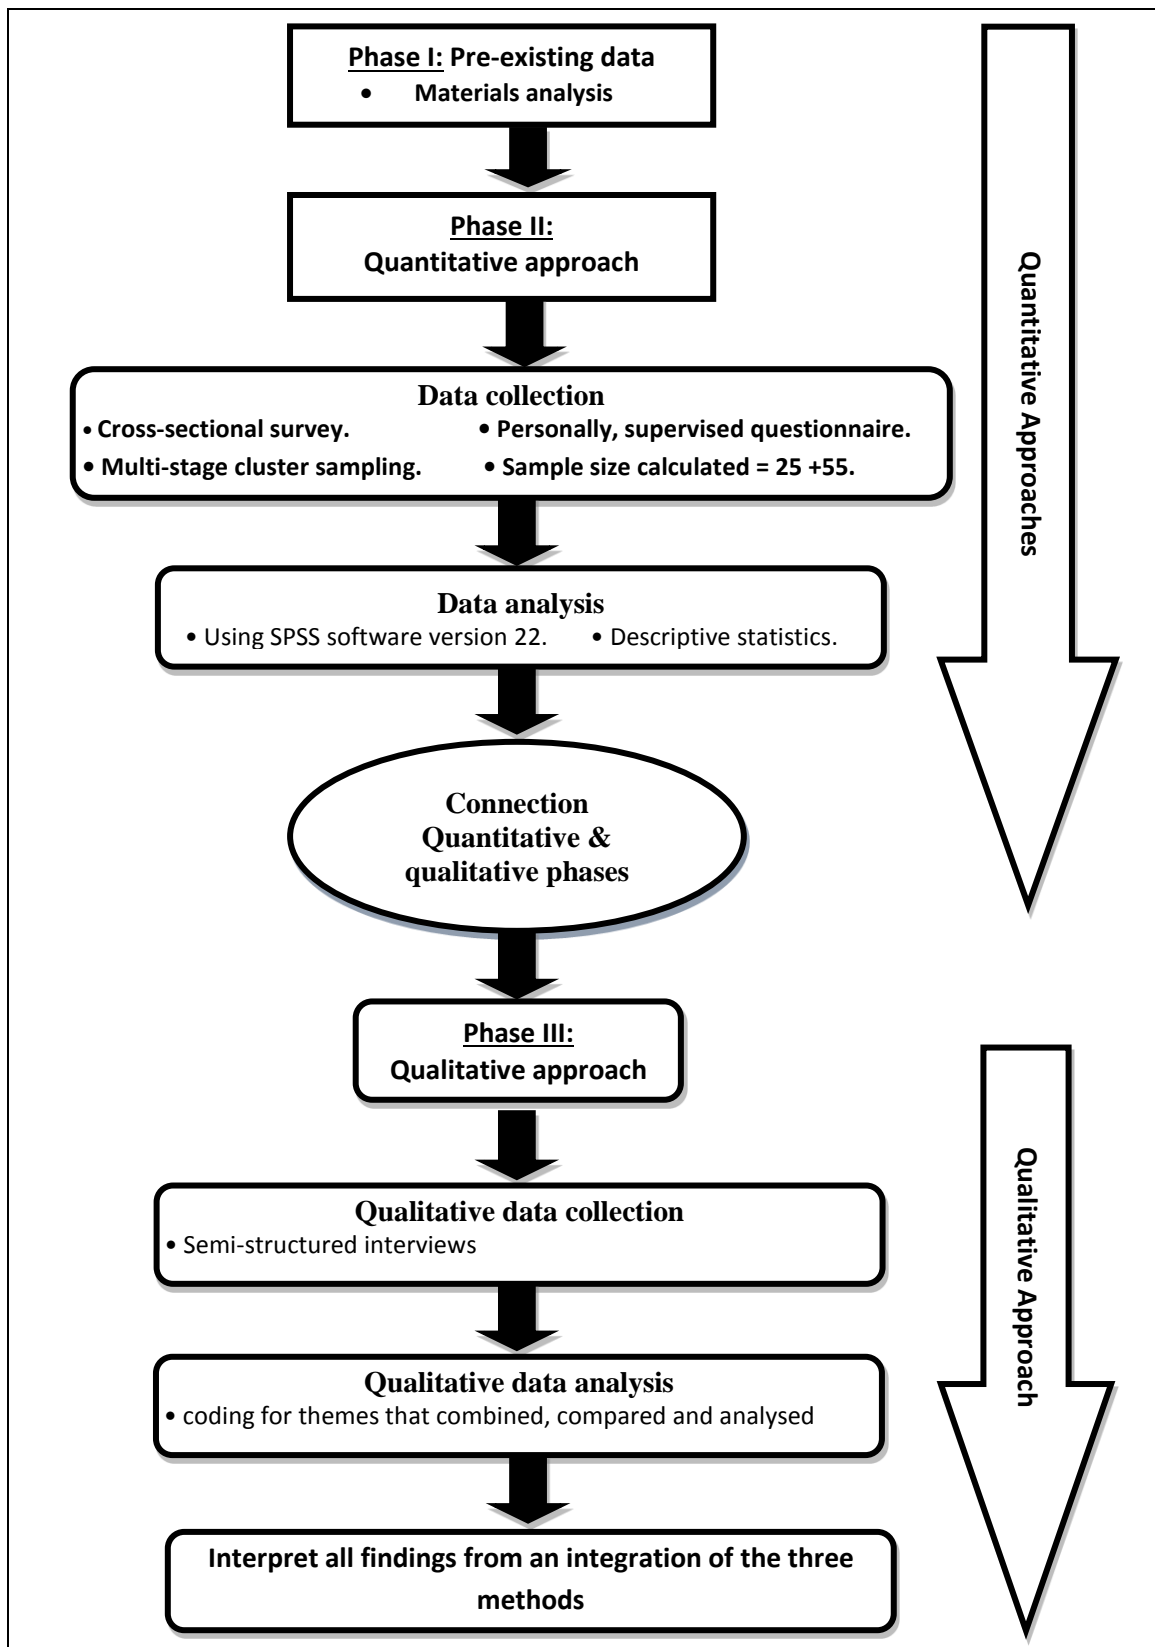 Phase I: Pre-existing data
• Materials analysis
Phase II:
Quantitative approach
Data collection
• Cross-sectional survey. • Personally, supervised questionnaire.
• Multi-stage cluster sampling. • Sample size calculated = 25 +55.
Data analysis
• Using SPSS software version 22. • Descriptive statistics.
Connection
Quantitative &
qualitative phases
Quantitative Approaches
Phase III:
Qualitative approach
Qualitative data collection
• Semi-structured interviews
Qualitative data analysis
• coding for themes that combined, compared and analysed
Interpret all findings from an integration of the three
methods
Qualitative Approach